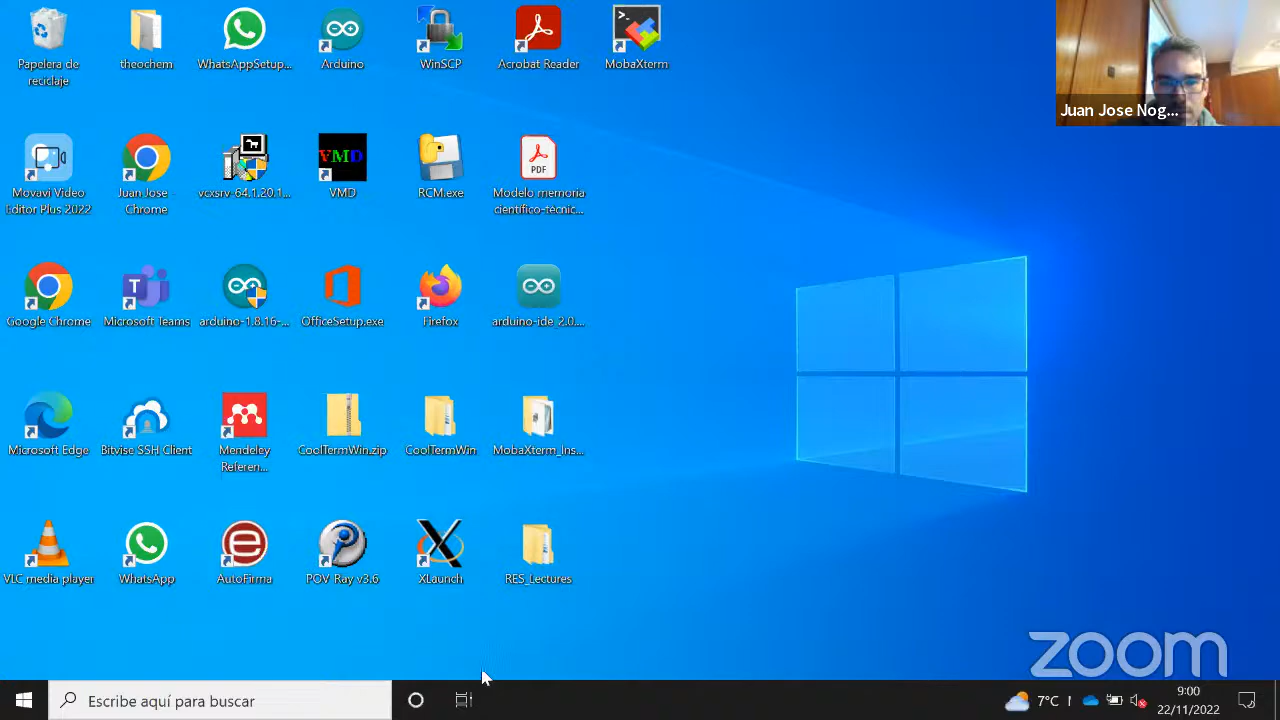 Papelera de
reciclaje
theochem
WhatsAppSetup...
Arduino
WinSCP
Acrobat Reader
MobaXterm
Juan Jose Nog...
Movavi Video
Editor Plus 2022
Juan Jose -
Chrome
vcxsrv-64.1.20.1...
VMD
VMD
RCM.exe
PDF
Modelo memoria
científico-técnic...
Google Chrome
Microsoft Teams
arduino-1.8.16-...
OfficeSetup.exe
Firefox
arduino-ide_2.0....
Microsoft Edge
Bitvise SSH Client
Mendeley
Referen...
CoolTermWin.zip
CoolTermWin
MobaXterm_Ins...
VLC media player
WhatsApp
AutoFirma
POV-Ray v3.6
XLaunch
RES_Lectures
zoom
Escribe aquí para buscar
7°C
9:00
22/11/2022